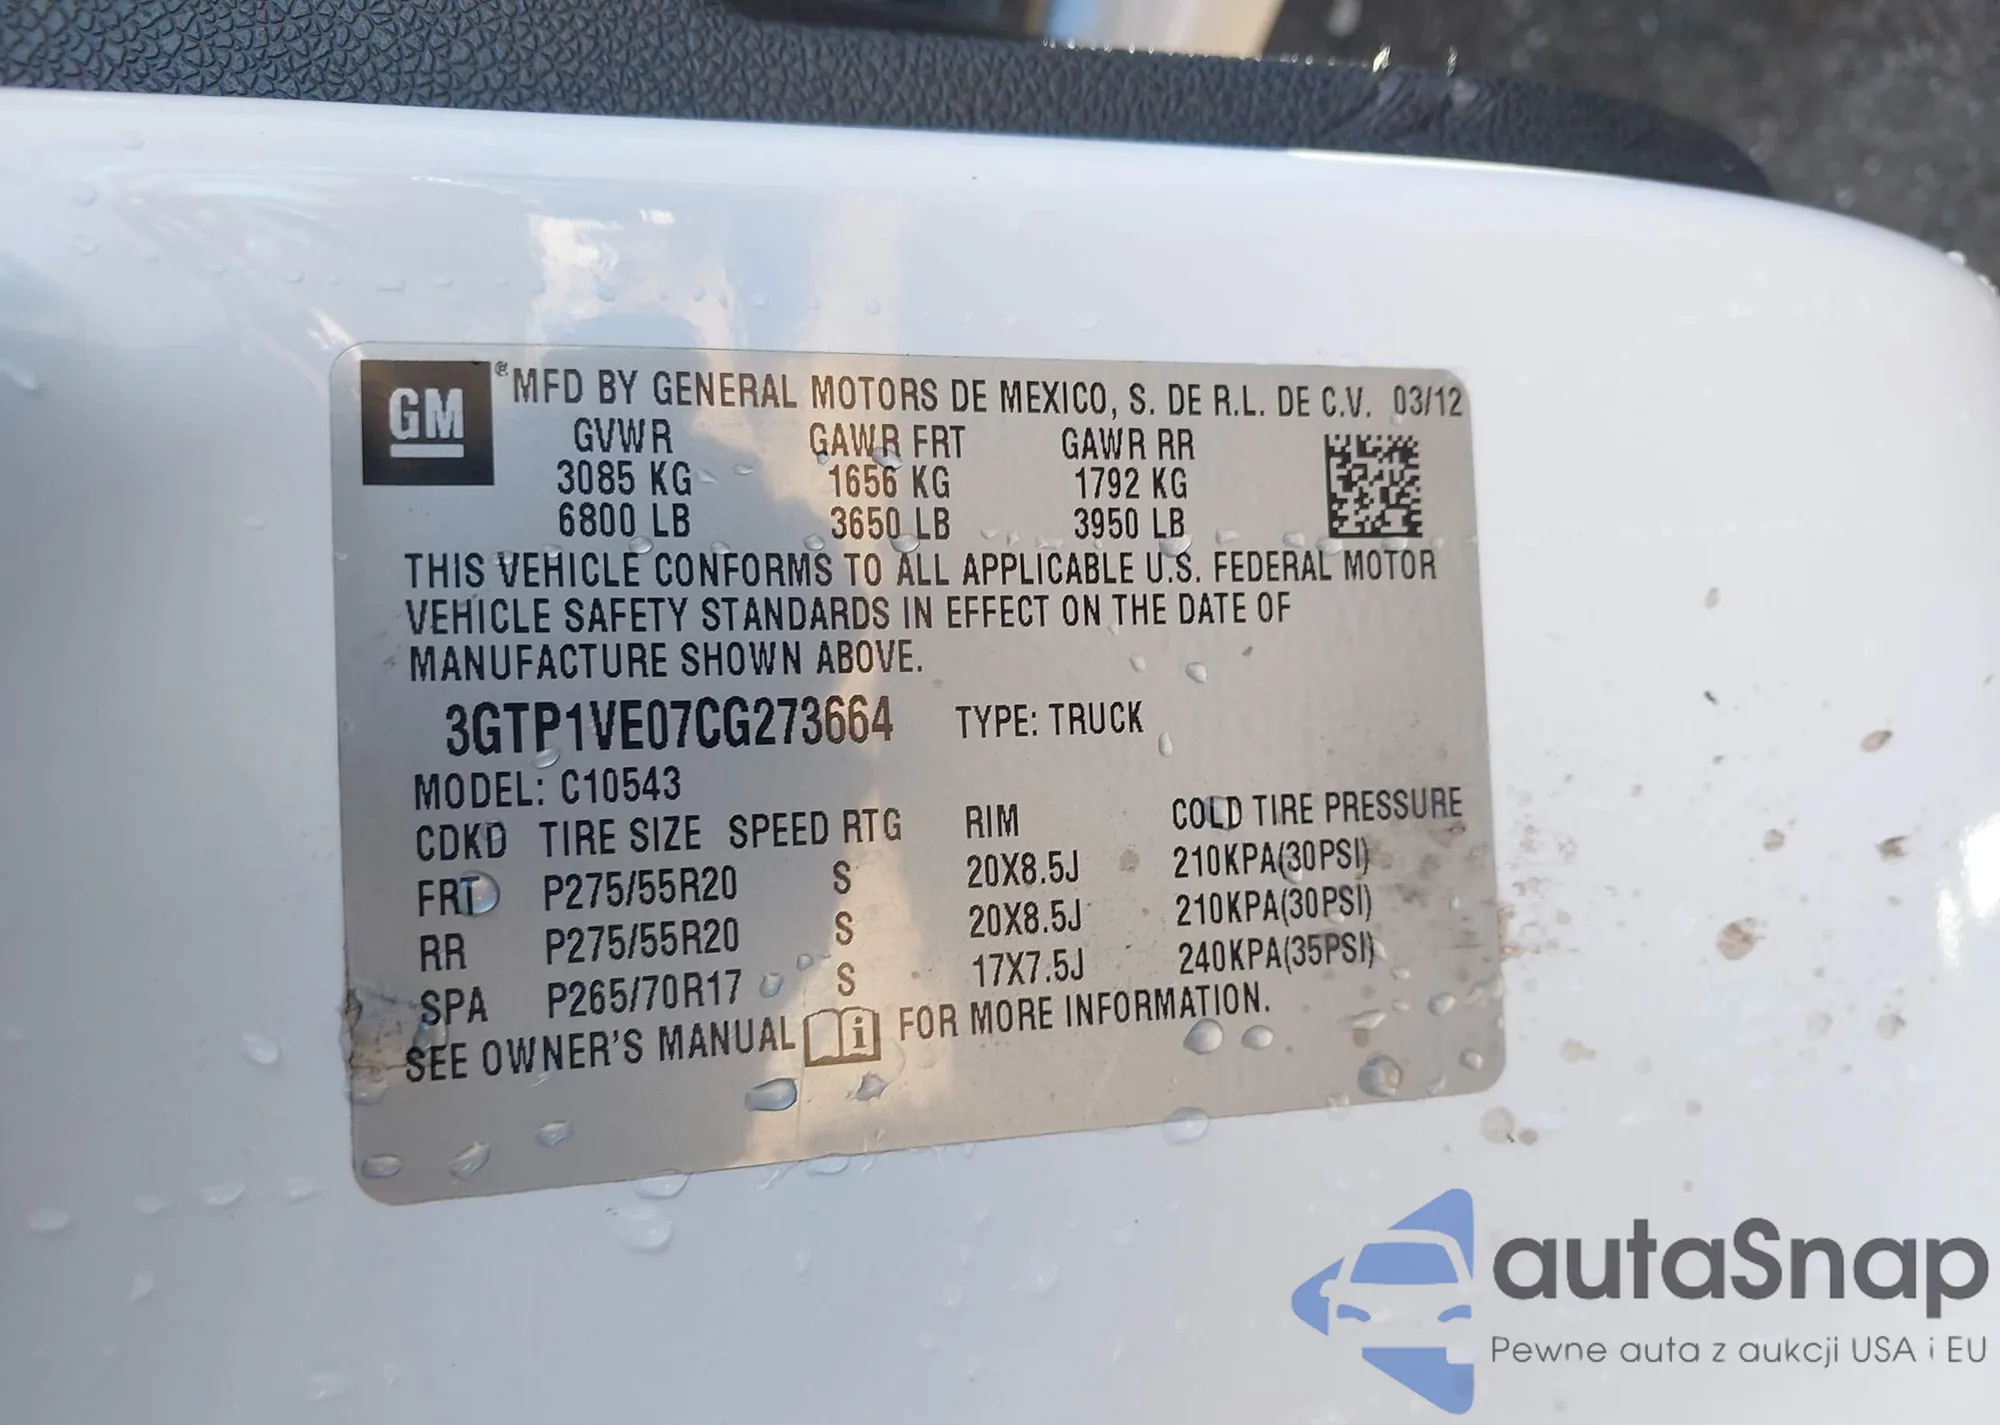 GM ® MFD BY GENERAL MOTORS DE MEXICO, S. DE R.L. DE C.V. 03/12
GVWR GAWR FRT GAWR RR
3085 KG 1656 KG 1792 KG
6800 LB 3650 LB 3950 LB
THIS VEHICLE CONFORMS TO ALL APPLICABLE U.S. FEDERAL MOTOR
VEHICLE SAFETY STANDARDS IN EFFECT ON THE DATE OF
MANUFACTURE SHOWN ABOVE.
3GTP1VE07CG273664 TYPE: TRUCK
MODEL: C10543
CDKD TIRE SIZE SPEED RTG RIM COLD TIRE PRESSURE
FRT P275/55R20 S 20X8.5J 210KPA(30PSI)
RR P275/55R20 S 20X8.5J 210KPA(30PSI)
SPA P265/70R17 S 17X7.5J 240KPA(35PSI)
SEE OWNER'S MANUAL i FOR MORE INFORMATION.
autaSnap
Pewne auta z aukcji USA i EU